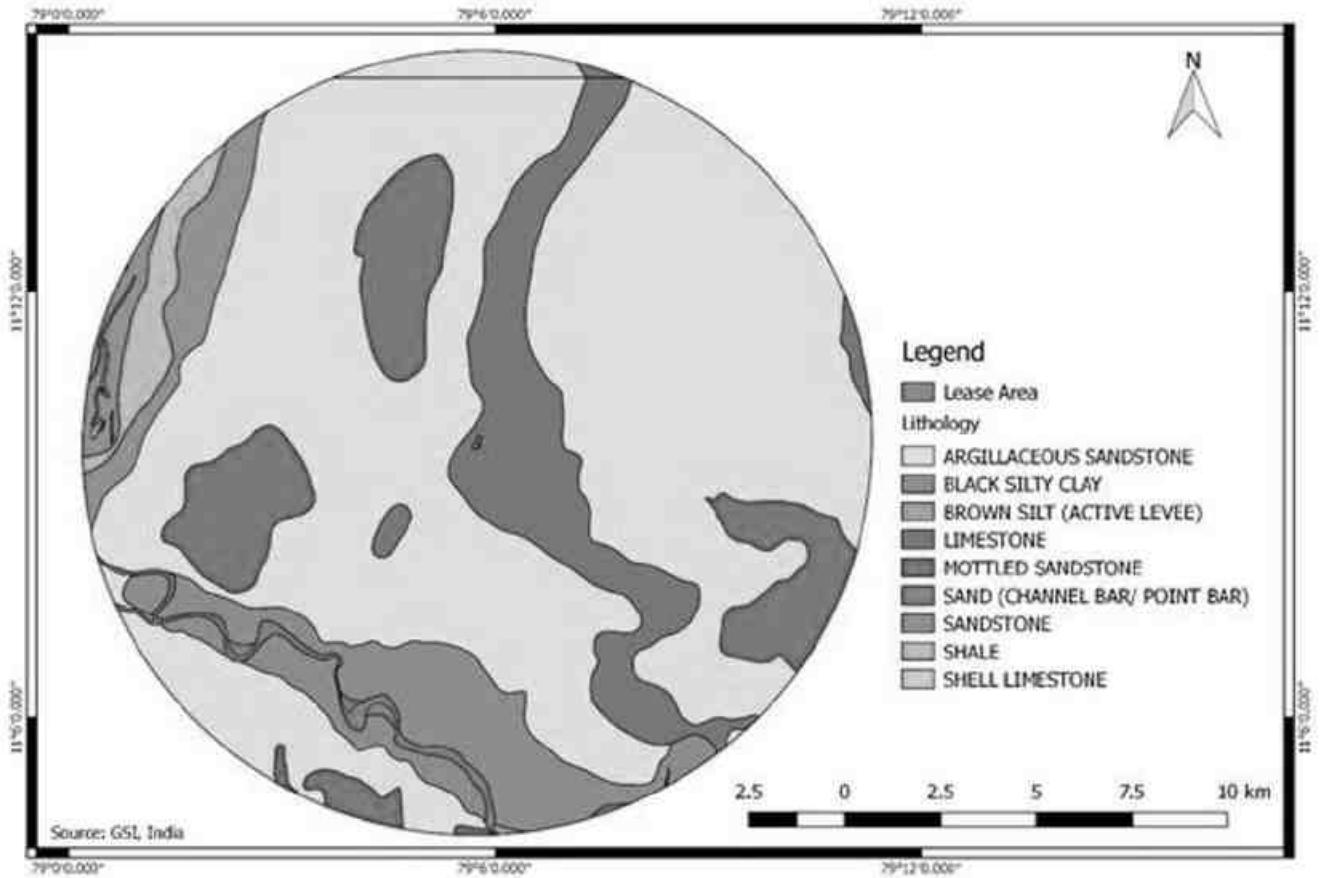 79°0'0.000" 79°6'0.000" 79°12'0.000"
N
11°12'0.000" 11°12'0.000"
Legend
Lease Area
Lithology
ARGILLACEOUS SANDSTONE
BLACK SILTY CLAY
BROWN SILT (ACTIVE LEVEE)
LIMESTONE
MOTTLED SANDSTONE
SAND (CHANNEL BAR/ POINT BAR)
SANDSTONE
SHALE
SHELL LIMESTONE
11°6'0.000" 11°6'0.000"
2.5 0 2.5 5 7.5 10 km
Source: GSI, India
79°0'0.000" 79°6'0.000" 79°12'0.000"